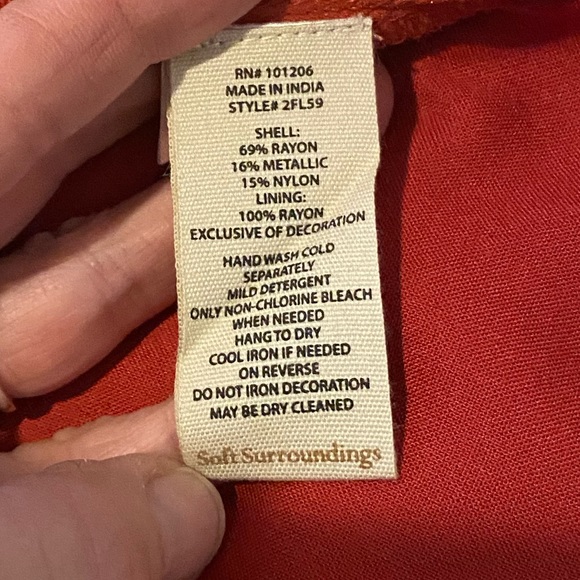 RN# 101206
MADE IN INDIA
STYLE# 2FL59
SHELL:
69% RAYON
16% METALLIC
15% NYLON
LINING:
100% RAYON
EXCLUSIVE OF DECORATION
HAND WASH COLD
SEPARATELY
MILD DETERGENT
ONLY NON-CHLORINE BLEACH
WHEN NEEDED
HANG TO DRY
COOL IRON IF NEEDED
ON REVERSE
DO NOT IRON DECORATION
MAY BE DRY CLEANED
Soft Surroundings